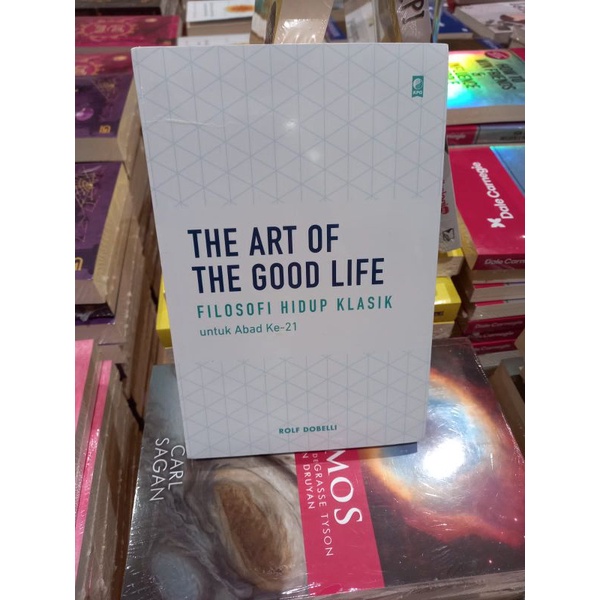 KPG
THE ART OF
THE GOOD LIFE
FILOSOFI HIDUP KLASIK
untuk Abad Ke-21
ROLF DOBELLI
Dale Carnegie
CARL
SAGAN
MOS
DEGRASSE TYSON
N DRUYAN